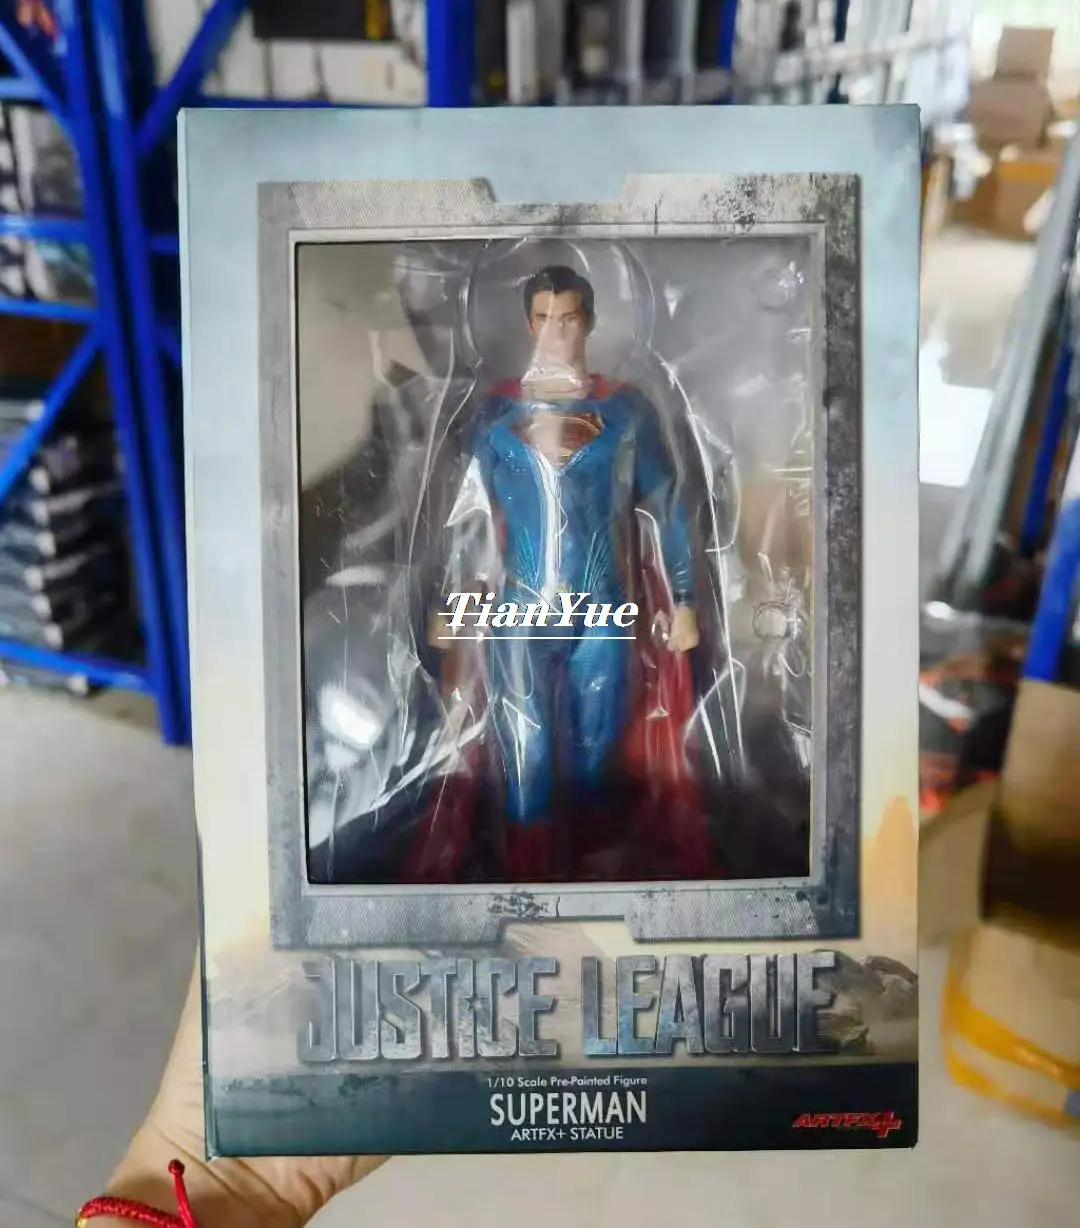 TianYue
JUSTICE LEAGUE
1/10 Scale Pre-Painted Figure
SUPERMAN
ARTFX+ STATUE
ARTFX+